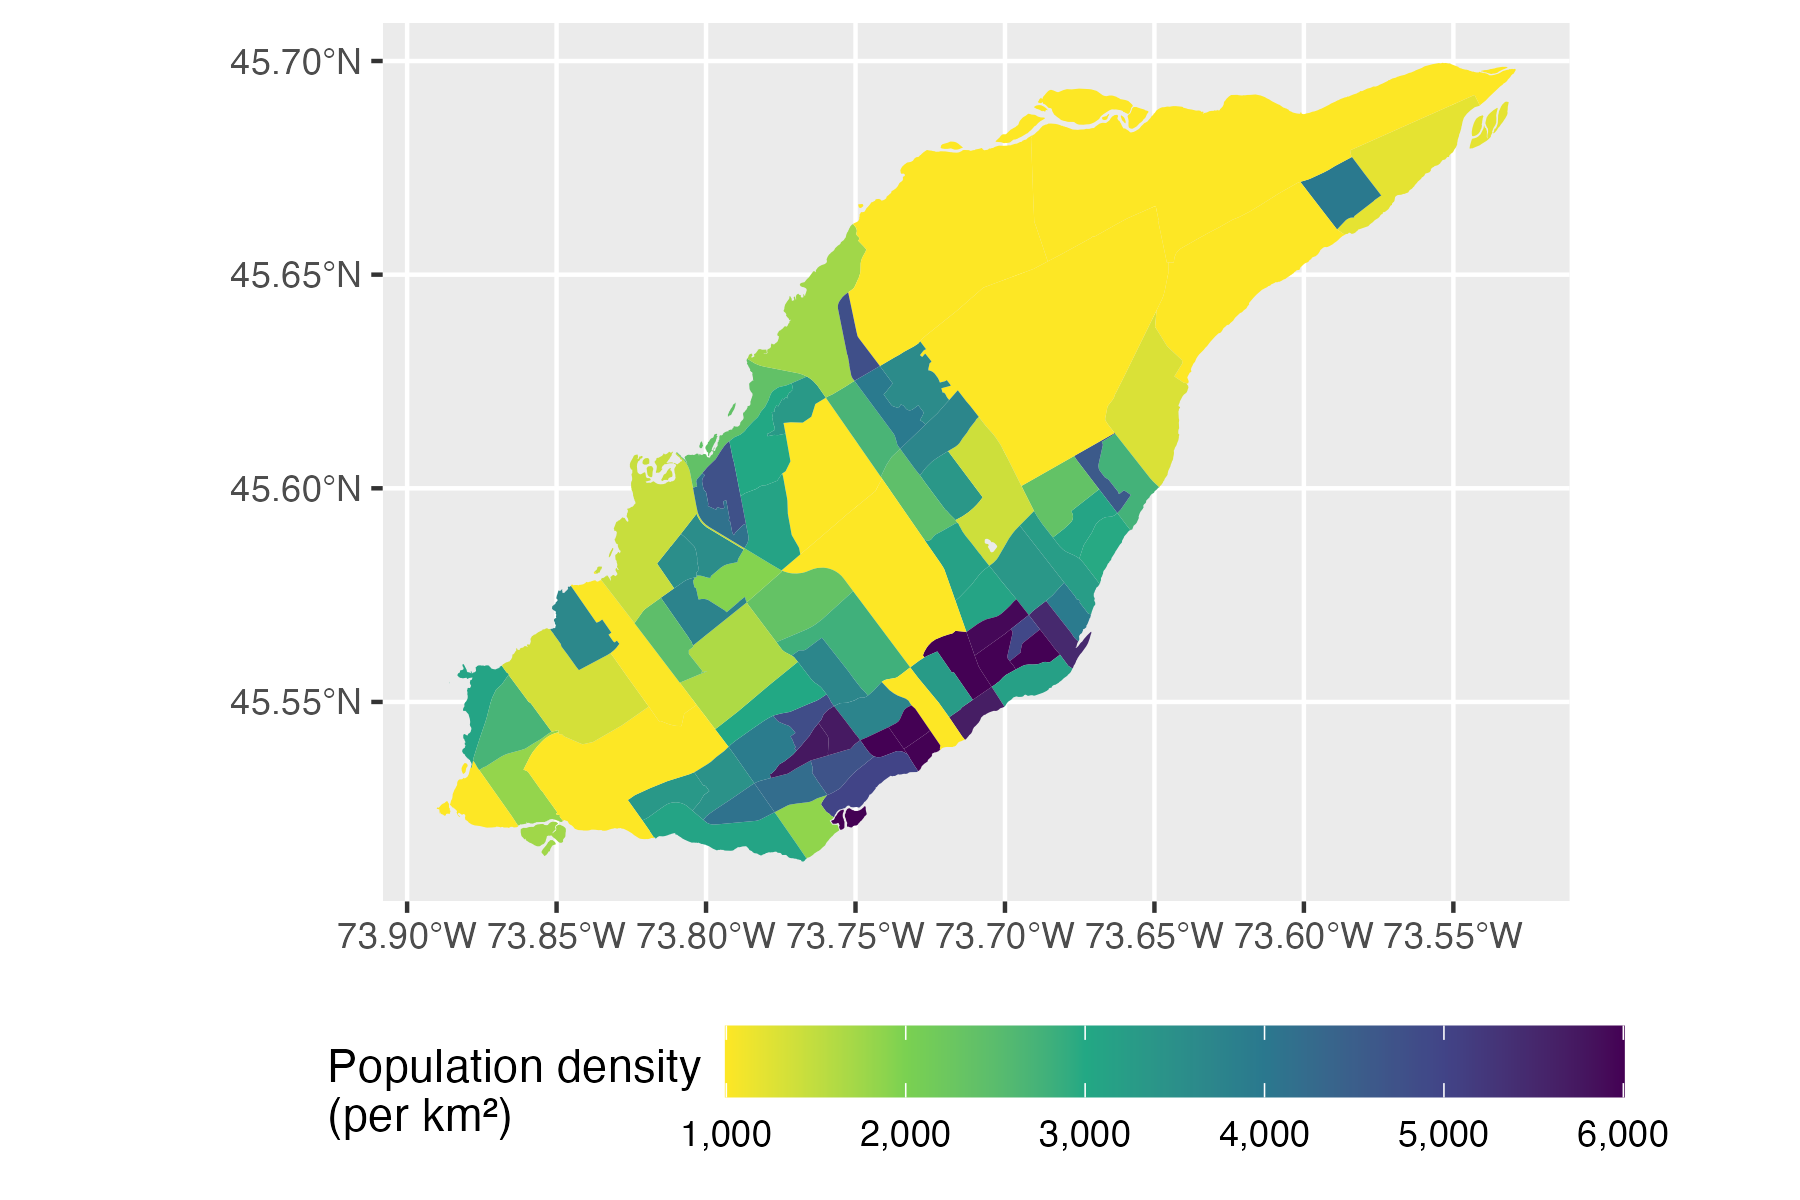 45.70°N
45.65°N
45.60°N
45.55°N
73.90°W 73.85°W 73.80°W 73.75°W 73.70°W 73.65°W 73.60°W 73.55°W
Population density
(per km²)
1,000 2,000 3,000 4,000 5,000 6,000